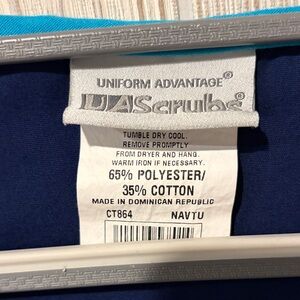 UNIFORM ADVANTAGE®
UAScrubs®
TUMBLE DRY COOL.
REMOVE PROMPTLY
FROM DRYER AND HANG.
WARM IRON IF NECESSARY.
65% POLYESTER/
35% COTTON
MADE IN DOMINICAN REPUBLIC
CT864 NAVTU